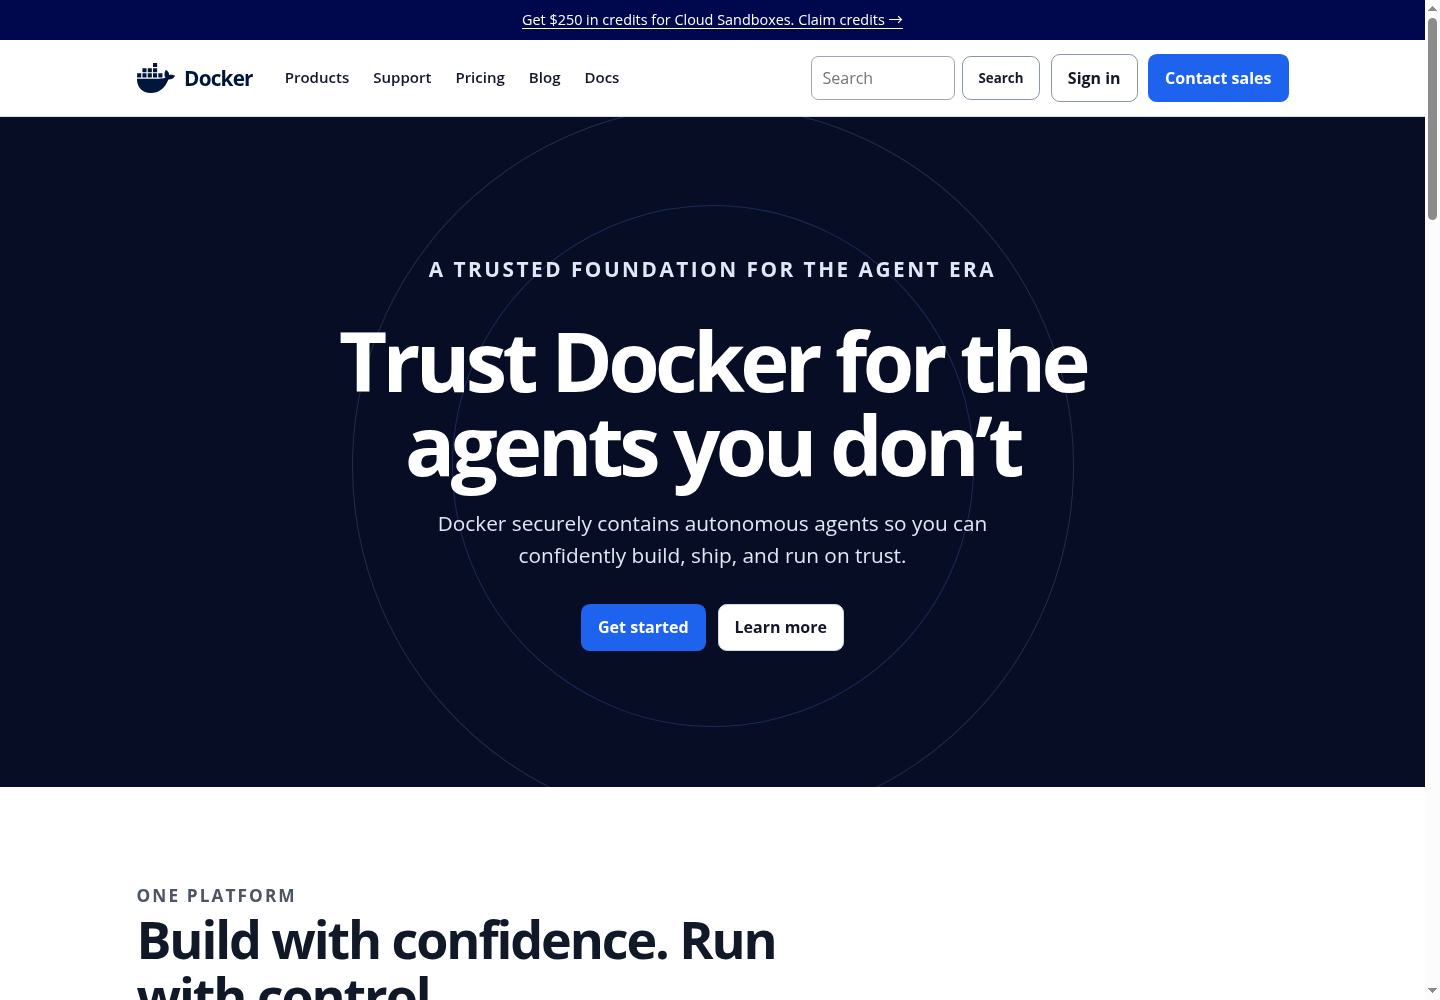 Get $250 in credits for Cloud Sandboxes. Claim credits →
Docker
Products
Support
Pricing
Blog
Docs
Search
Search
Sign in
Contact sales
A TRUSTED FOUNDATION FOR THE AGENT ERA
Trust Docker for the
agents you don’t
Docker securely contains autonomous agents so you can
confidently build, ship, and run on trust.
Get started
Learn more
ONE PLATFORM
Build with confidence. Run
with control